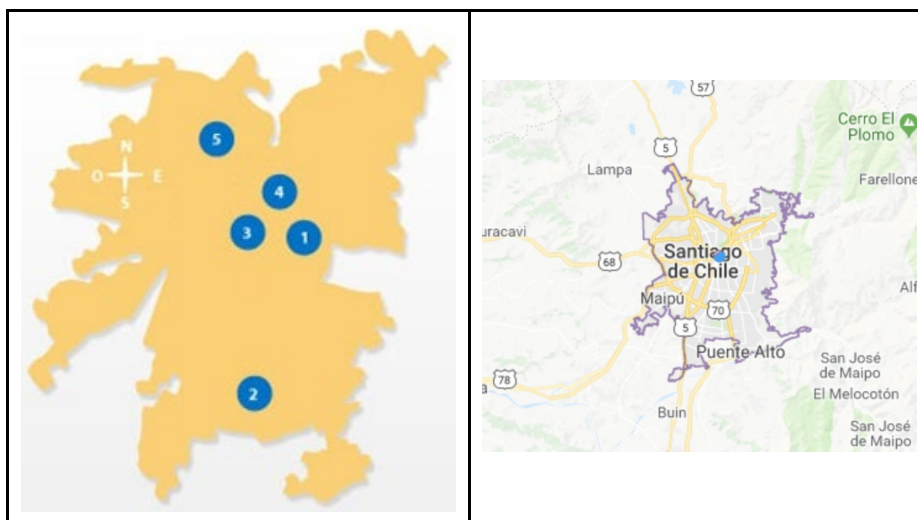 N
O E
S
5
4
3
1
2
57
Cerro El
Plomo
5
Lampa
Farellone
uracavi
68
Santiago
de Chile
Alf
Maipú
70
5
Puente Alto
San José
de Maipo
78
a
El Melocotón
Buin
San José
de Maipo